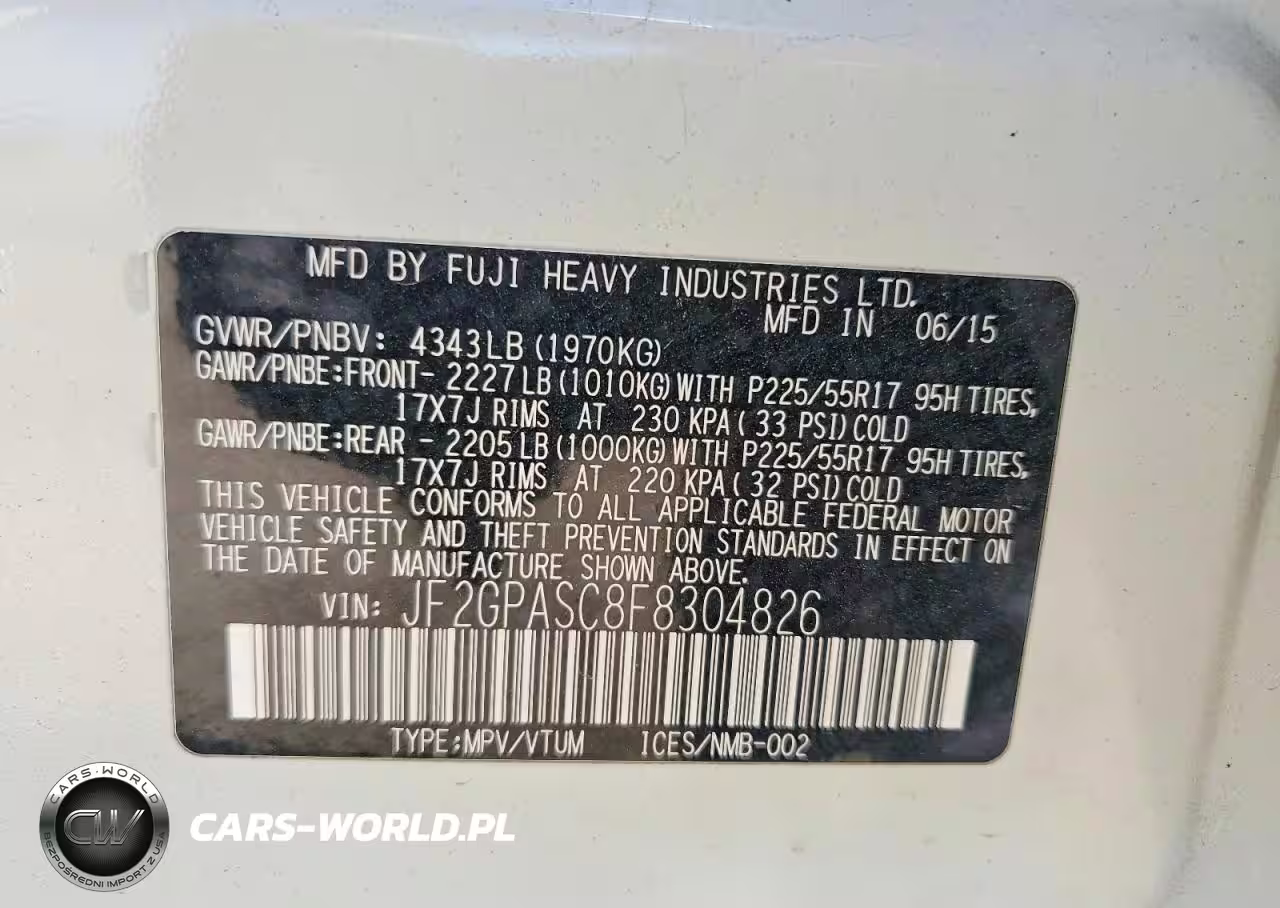 MFD BY FUJI HEAVY INDUSTRIES LTD.
MFD IN 06/15
GVWR/PNBV: 4343LB (1970KG)
GAWR/PNBE:FRONT- 2227LB(1010KG)WITH P225/55R17 95H TIRES,
17X7J RIMS AT 230 KPA( 33 PSI)COLD
GAWR/PNBE:REAR - 2205LB(1000KG)WITH P225/55R17 95H TIRES,
17X7J RIMS AT 220 KPA( 32 PSI)COLD
THIS VEHICLE CONFORMS TO ALL APPLICABLE FEDERAL MOTOR
VEHICLE SAFETY AND THEFT PREVENTION STANDARDS IN EFFECT ON
THE DATE OF MANUFACTURE SHOWN ABOVE.
VIN: JF2GPASC8F8304826
TYPE:MPV/VTUM ICES/NMB-002
CARS-WORLD
CW
BEZPOŚREDNI IMPORT Z USA
CARS-WORLD.PL